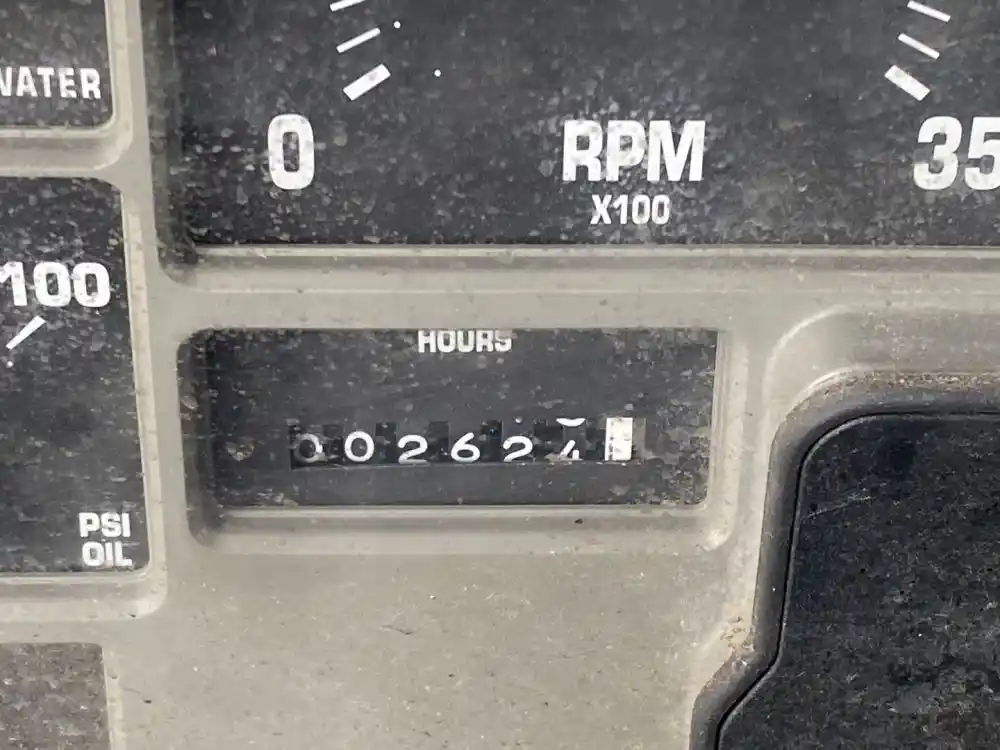 WATER
0
RPM
X100
35
100
HOURS
002624
PSI
OIL